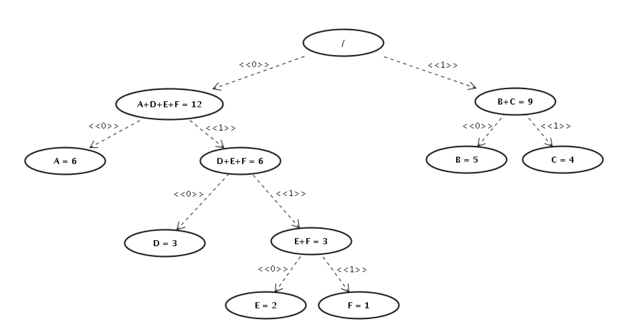 /
<<0>>
<<1>>
A+D+E+F = 12
B+C = 9
<<0>>
<<1>>
<<0>>
<<1>>
A = 6
D+E+F = 6
B = 5
C = 4
<<0>>
<<1>>
D = 3
E+F = 3
<<0>>
<<1>>
E = 2
F = 1